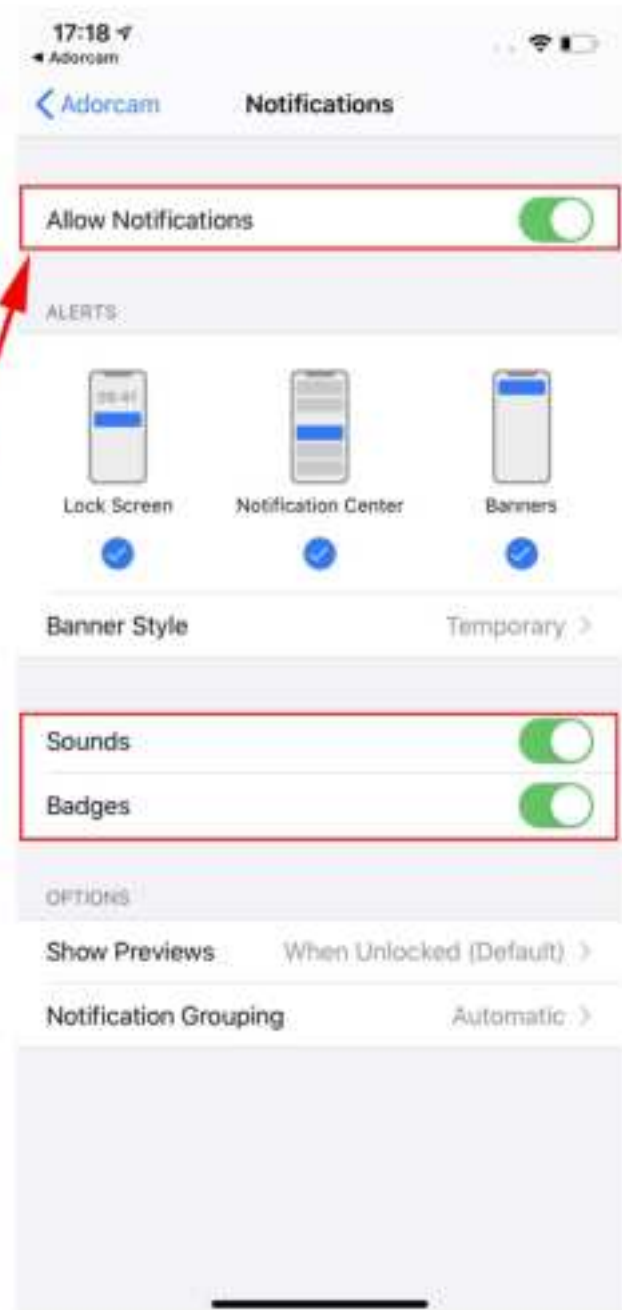 17:18
◀ Adorcam
Adorcam Notifications
Allow Notifications
ALERTS
09:41
Lock Screen Notification Center Banners
Banner Style Temporary
Sounds
Badges
OPTIONS
Show Previews When Unlocked (Default)
Notification Grouping Automatic